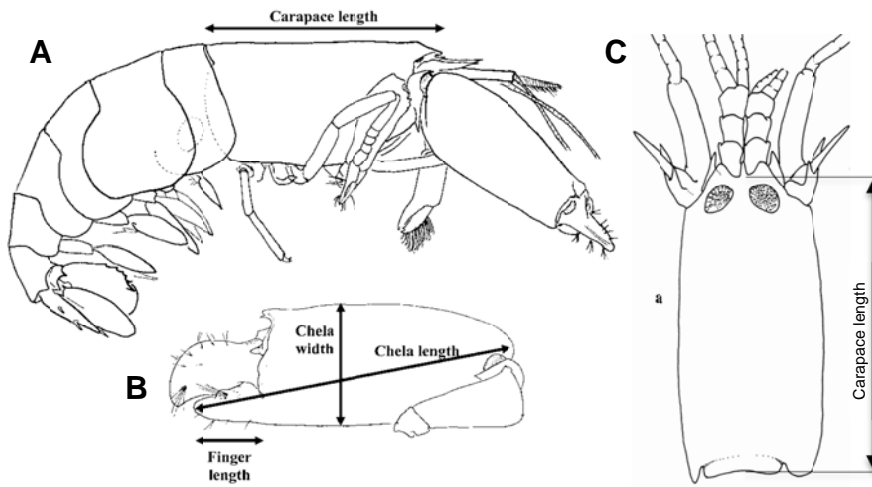 Carapace length
A
C
Chela
width
Chela length
B
Finger
length
a
Carapace length